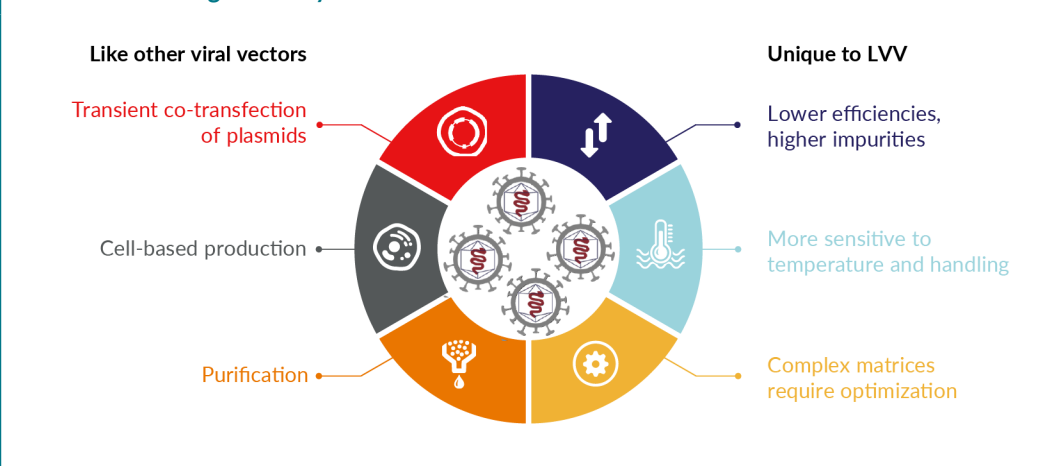 Like other viral vectors
Transient co-transfection
of plasmids
Cell-based production
Purification
Unique to LVV
Lower efficiencies,
higher impurities
More sensitive to
temperature and handling
Complex matrices
require optimization